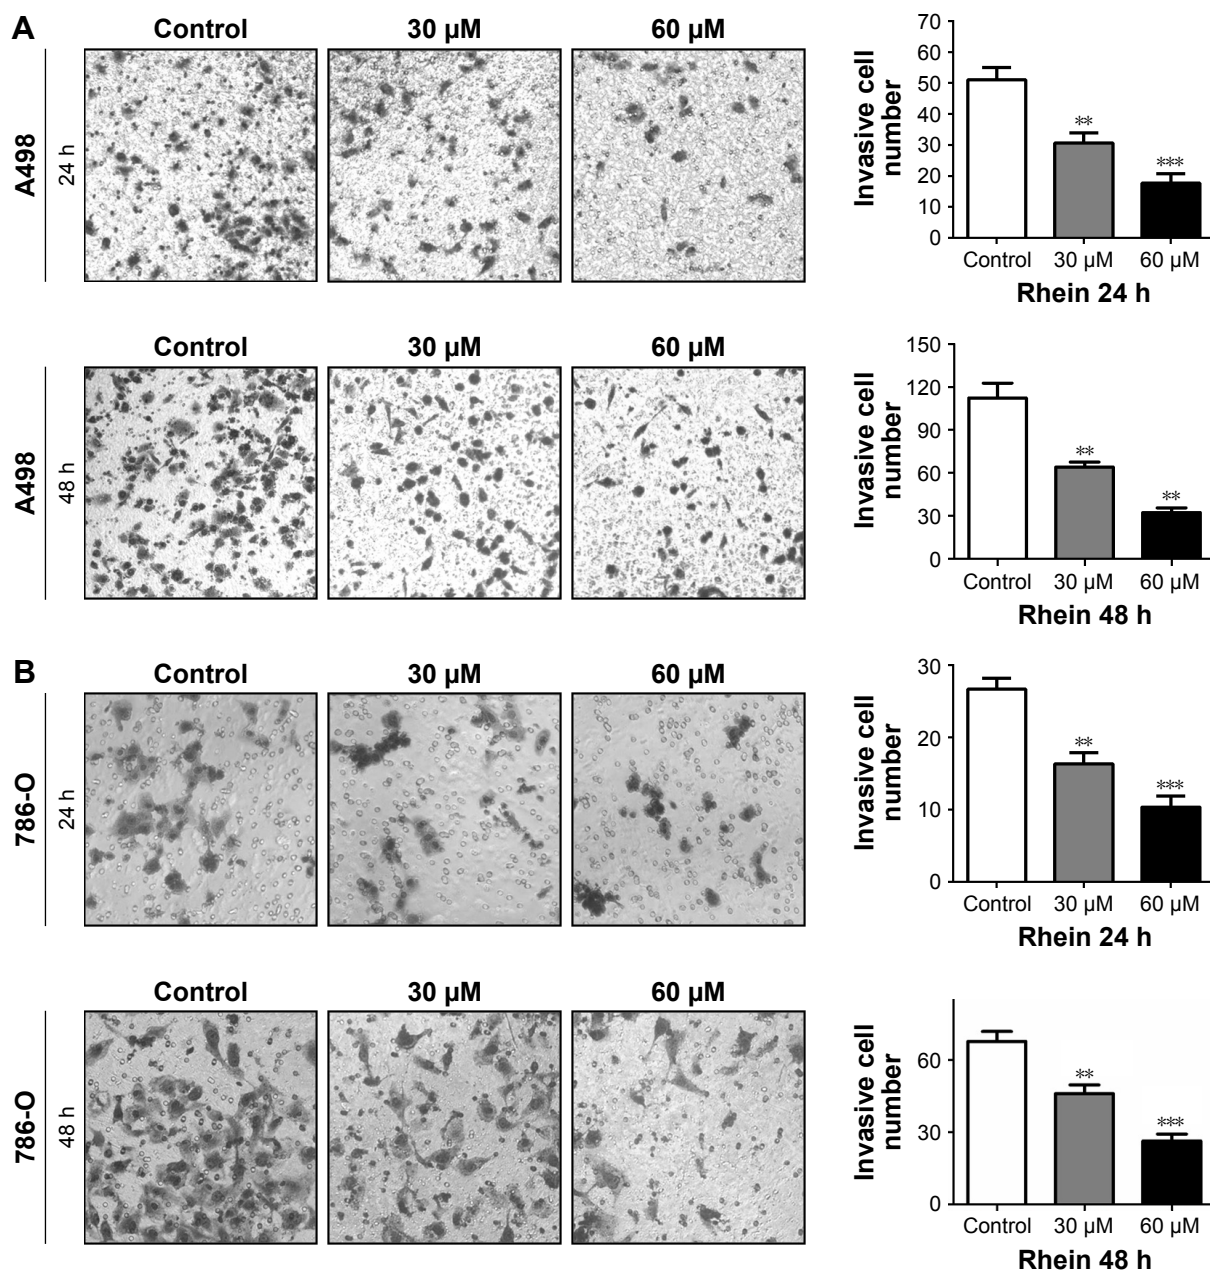 A
Control 30 µM 60 µM
A498
24 h
Invasive cell
number
70
60
50
40
30
20
10
0
**
***
Control 30 µM 60 µM
Rhein 24 h
Control 30 µM 60 µM
A498
48 h
Invasive cell
number
150
120
90
60
30
0
**
**
Control 30 µM 60 µM
Rhein 48 h
B
Control 30 µM 60 µM
786-O
24 h
Invasive cell
number
30
20
10
0
**
***
Control 30 µM 60 µM
Rhein 24 h
Control 30 µM 60 µM
786-O
48 h
Invasive cell
number
60
30
0
**
***
Control 30 µM 60 µM
Rhein 48 h